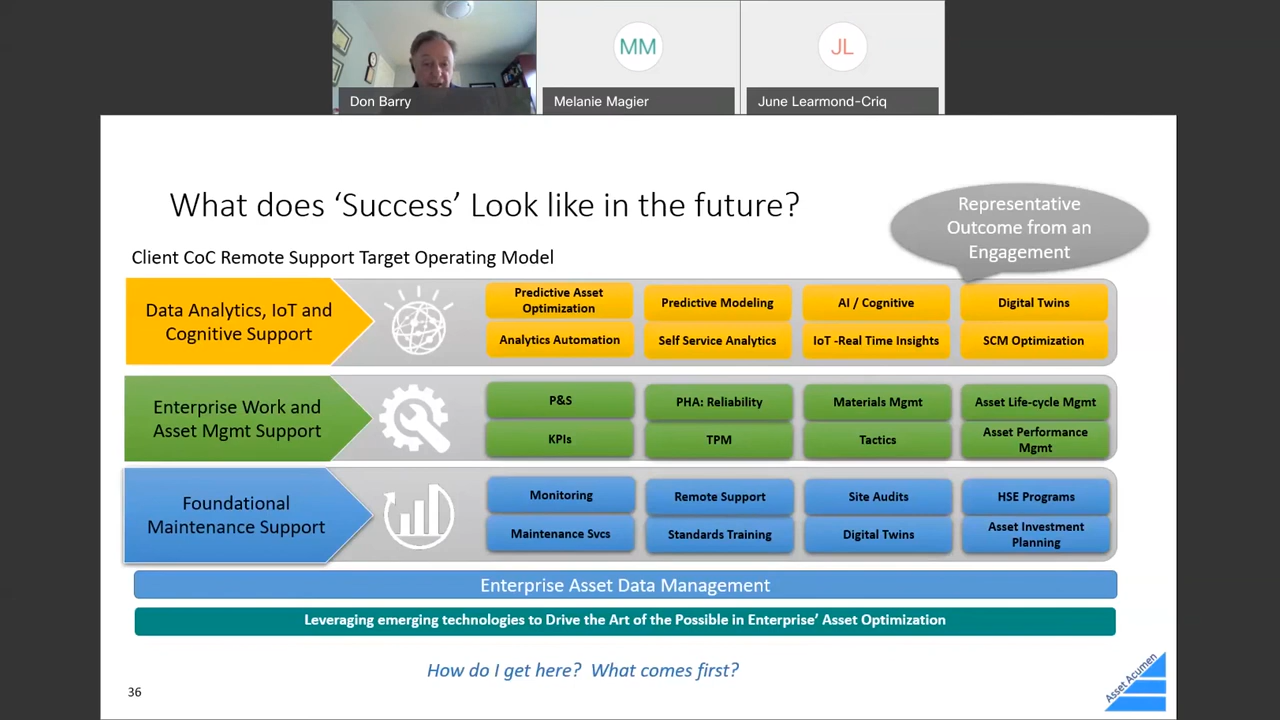 MM
JL
Don Barry
Melanie Magier
June Learmond-Criq
What does ‘Success’ Look like in the future?
Representative
Outcome from an
Engagement
Client CoC Remote Support Target Operating Model
Data Analytics, IoT and
Cognitive Support
Predictive Asset
Optimization
Predictive Modeling
AI / Cognitive
Digital Twins
Analytics Automation
Self Service Analytics
IoT -Real Time Insights
SCM Optimization
Enterprise Work and
Asset Mgmt Support
P&S
PHA: Reliability
Materials Mgmt
Asset Life-cycle Mgmt
KPIs
TPM
Tactics
Asset Performance
Mgmt
Foundational
Maintenance Support
Monitoring
Remote Support
Site Audits
HSE Programs
Maintenance Svcs
Standards Training
Digital Twins
Asset Investment
Planning
Enterprise Asset Data Management
Leveraging emerging technologies to Drive the Art of the Possible in Enterprise’ Asset Optimization
How do I get here? What comes first?
36
Asset Acumen